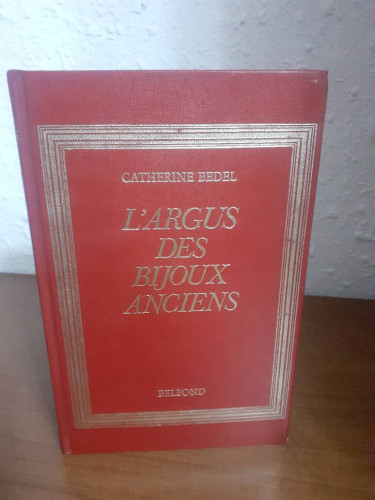 CATHERINE BEDEL
L'ARGUS
DES
BIJOUX
ANCIENS
BELFOND